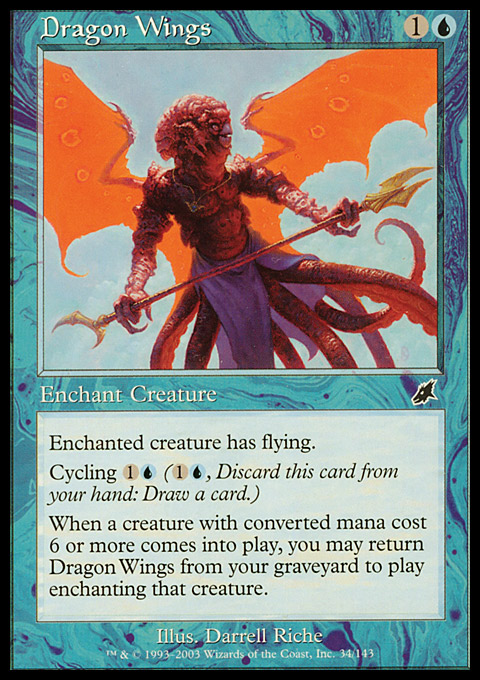 Dragon Wings 1
Enchant Creature
Enchanted creature has flying.
Cycling 1 (1, Discard this card from
your hand: Draw a card.)
When a creature with converted mana cost
6 or more comes into play, you may return
Dragon Wings from your graveyard to play
enchanting that creature.
Illus. Darrell Riche
™ & © 1993–2003 Wizards of the Coast, Inc. 34/143